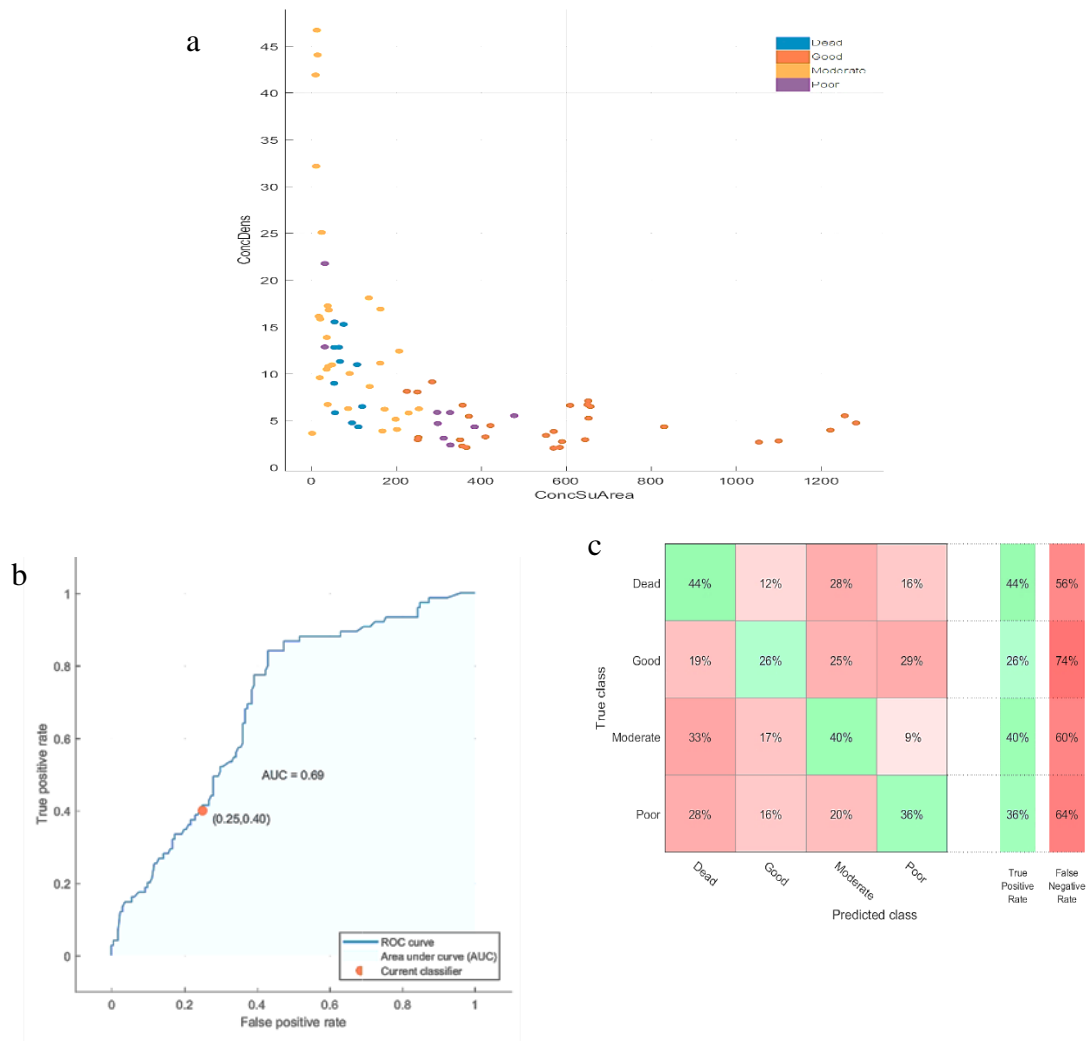 a
Dead
Good
Moderate
Poor
45
40
35
30
25
20
15
10
5
0
ConcDens
0 200 400 600 800 1000 1200
ConcSuArea
b
1
0.8
0.6
0.4
0.2
0
True positive rate
AUC = 0.69
(0.25,0.40)
ROC curve
Area under curve (AUC)
Current classifier
0 0.2 0.4 0.6 0.8 1
False positive rate
c
Dead 44% 12% 28% 16% 44% 56%
Good 19% 26% 25% 29% 26% 74%
Moderate 33% 17% 40% 9% 40% 60%
Poor 28% 16% 20% 36% 36% 64%
True class
Dead Good Moderate Poor
True
Positive
Rate
False
Negative
Rate
Predicted class